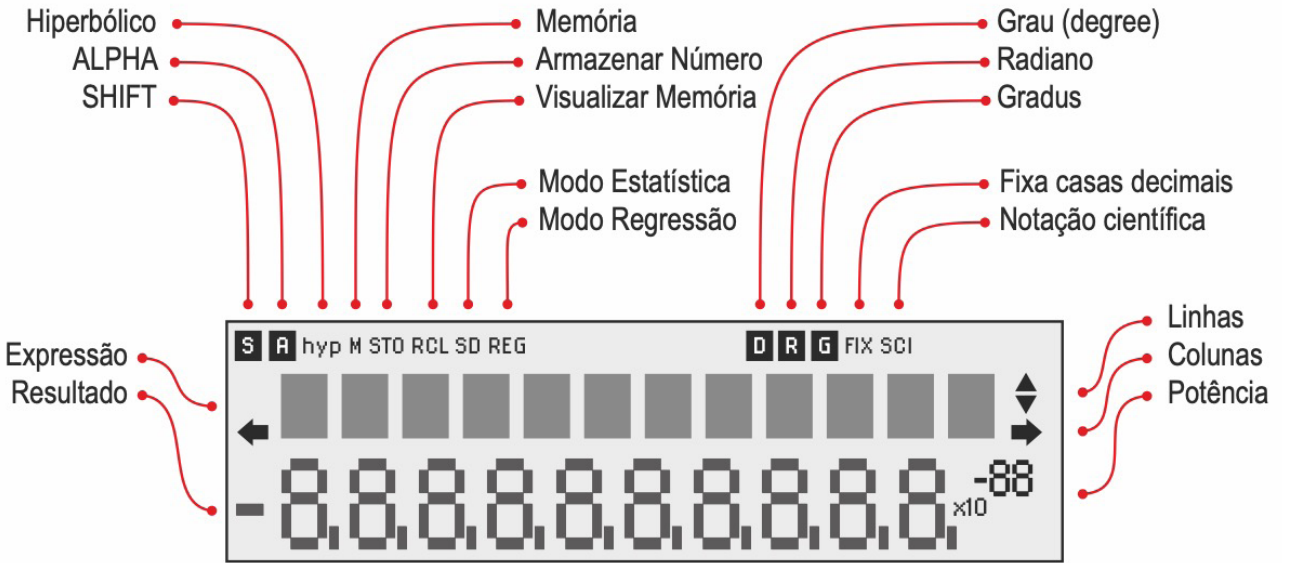 Hiperbólico
ALPHA
SHIFT
Memória
Armazenar Número
Visualizar Memória
Modo Estatística
Modo Regressão
Grau (degree)
Radiano
Gradus
Fixa casas decimais
Notação científica
Expressão
Resultado
S A hyp M STO RCL SD REG D R G FIX SCI
8.8.8.8.8.8.8.8.8.8. x10 -88
Linhas
Colunas
Potência